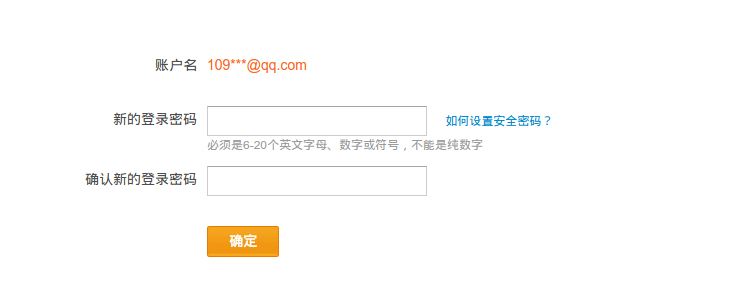 账户名 109***@qq.com
新的登录密码 如何设置安全密码？
必须是6-20个英文字母、数字或符号，不能是纯数字
确认新的登录密码
确定